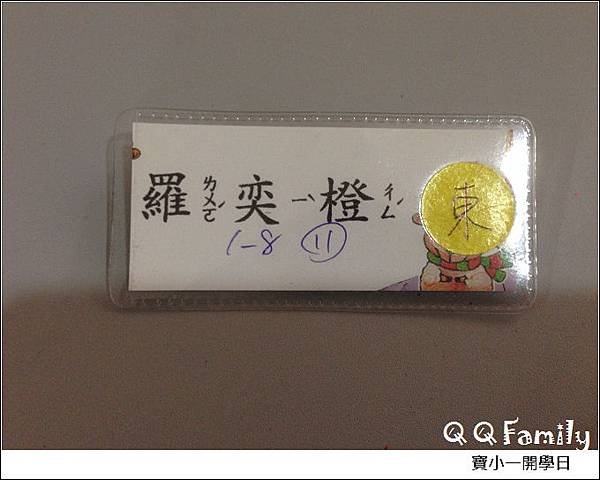 羅ㄌㄨㄛˊ奕ㄧˋ橙ㄔㄥˊ
東
1-8 ⑪
QQ Family
寶小一開學日